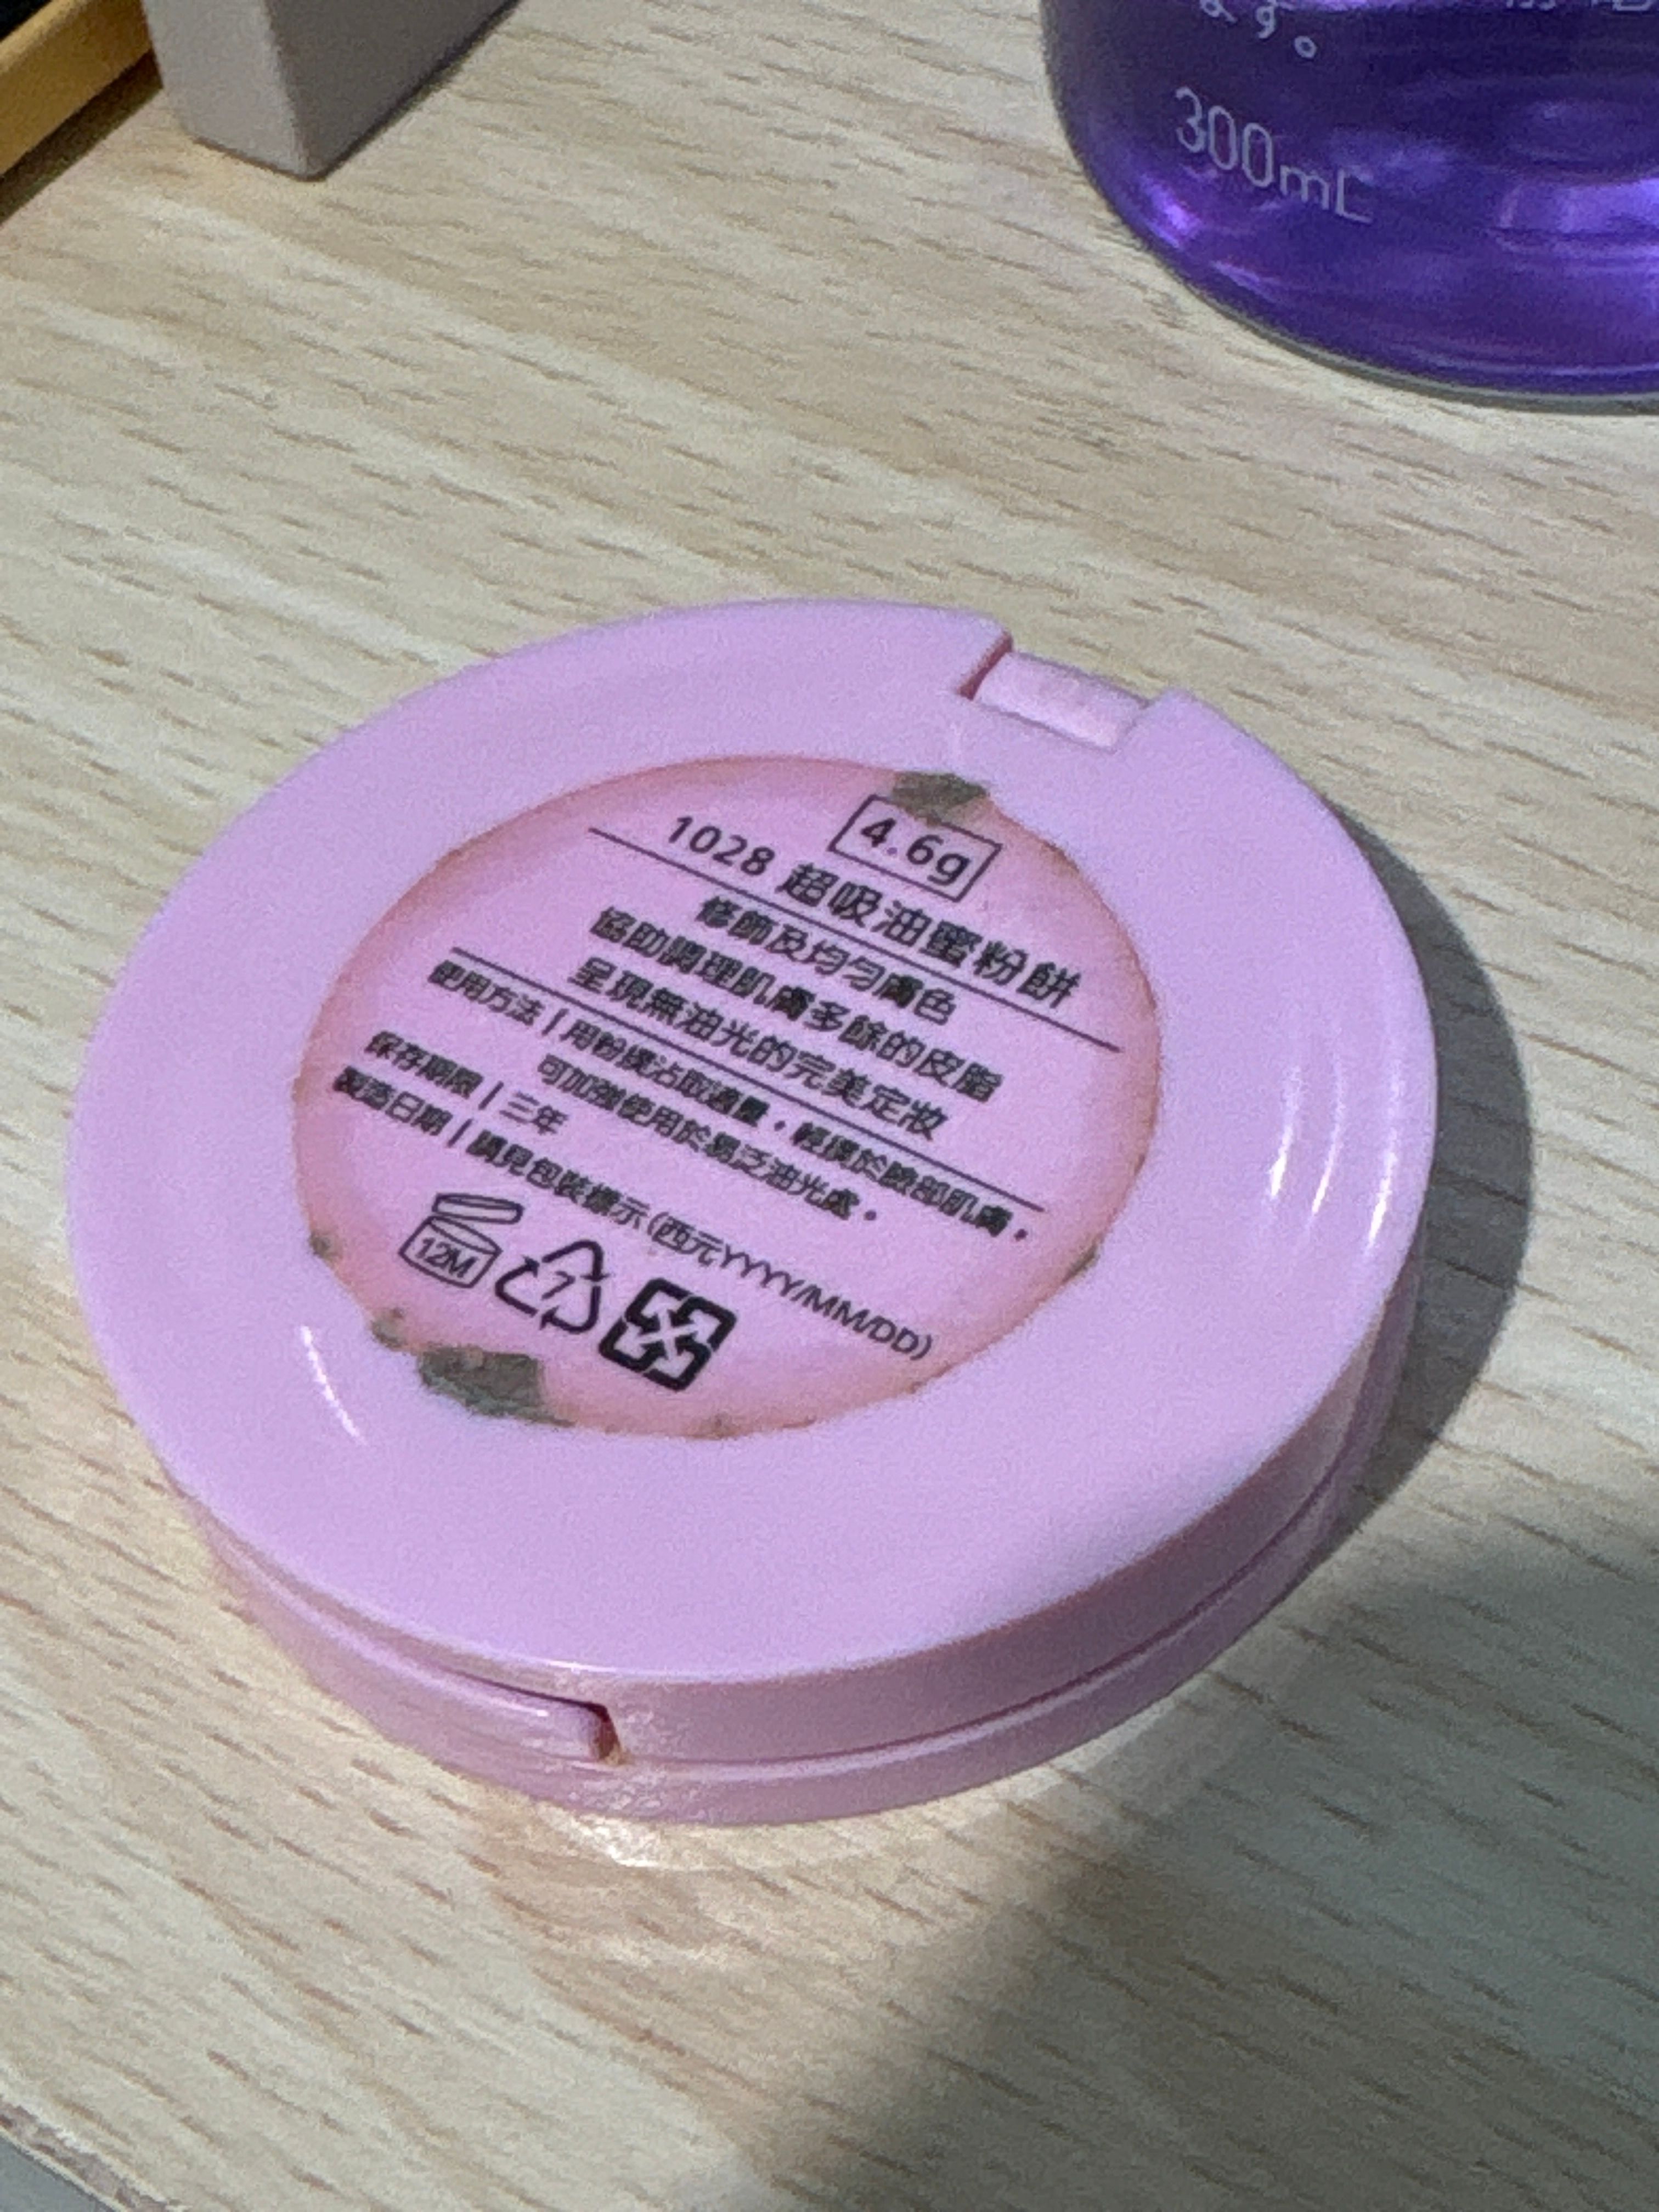 ます。
300mL
4.6g
1028 超吸油蜜粉餅
修飾及均勻膚色
協助調理肌膚多餘的皮脂
呈現無油光的完美定妝
使用方法|用粉撲沾取適量，輕撲於臉部肌膚，
可加強使用於易泛油光處。
保存期限|三年
製造日期|請見包裝標示(西元YYYY/MM/DD)
12M
7